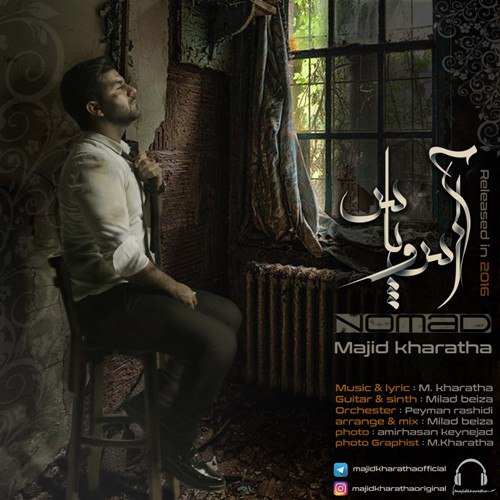 آس و پاس
Released in 2016
NOMAD
Majid kharatha
Music & lyric : M. kharatha
Guitar & sinth : Milad beiza
Orchester : Peyman rashidi
arrange & mix : Milad beiza
photo : amirhasan keynejad
photo Graphist : M.Kharatha
majidkharathaofficial
majidkharathaoriginal